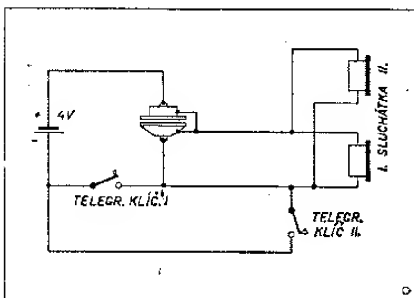 + 4V
-
TELEGR. KLÍČ. I
TELEGR.
KLÍČ II.
I. SLUCHÁTKA II.